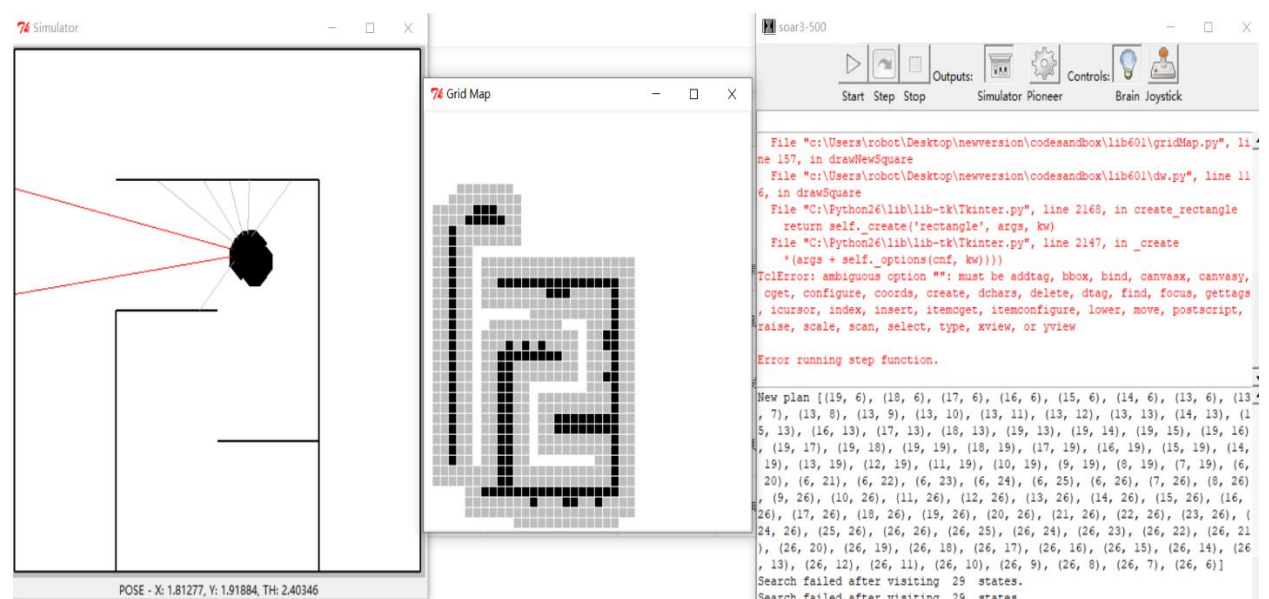 Simulator
POSE - X: 1.81277, Y: 1.91884, TH: 2.40346
Grid Map
soar3-500
Outputs:
Controls:
Start Step Stop Simulator Pioneer Brain Joystick
File "c:\Users\robot\Desktop\newversion\codesandbox\lib601\gridMap.py", li
ne 157, in drawNewSquare
File "c:\Users\robot\Desktop\newversion\codesandbox\lib601\dw.py", line 11
6, in drawSquare
File "C:\Python26\lib\lib-tk\Tkinter.py", line 2168, in create_rectangle
return self._create('rectangle', args, kw)
File "C:\Python26\lib\lib-tk\Tkinter.py", line 2147, in _create
*(args + self._options(cnf, kw))))
TclError: ambiguous option "": must be addtag, bbox, bind, canvasx, canvasy,
cget, configure, coords, create, dchars, delete, dtag, find, focus, gettags
, icursor, index, insert, itemcget, itemconfigure, lower, move, postscript,
raise, scale, scan, select, type, xview, or yview
Error running step function.
New plan [(19, 6), (18, 6), (17, 6), (16, 6), (15, 6), (14, 6), (13, 6), (13
, 7), (13, 8), (13, 9), (13, 10), (13, 11), (13, 12), (13, 13), (14, 13), (1
5, 13), (16, 13), (17, 13), (18, 13), (19, 13), (19, 14), (19, 15), (19, 16)
, (19, 17), (19, 18), (19, 19), (18, 19), (17, 19), (16, 19), (15, 19), (14,
19), (13, 19), (12, 19), (11, 19), (10, 19), (9, 19), (8, 19), (7, 19), (6,
20), (6, 21), (6, 22), (6, 23), (6, 24), (6, 25), (6, 26), (7, 26), (8, 26)
, (9, 26), (10, 26), (11, 26), (12, 26), (13, 26), (14, 26), (15, 26), (16,
26), (17, 26), (18, 26), (19, 26), (20, 26), (21, 26), (22, 26), (23, 26), (
24, 26), (25, 26), (26, 26), (26, 25), (26, 24), (26, 23), (26, 22), (26, 21
), (26, 20), (26, 19), (26, 18), (26, 17), (26, 16), (26, 15), (26, 14), (26
, 13), (26, 12), (26, 11), (26, 10), (26, 9), (26, 8), (26, 7), (26, 6)]
Search failed after visiting 29 states.
Search failed after visiting 29 states